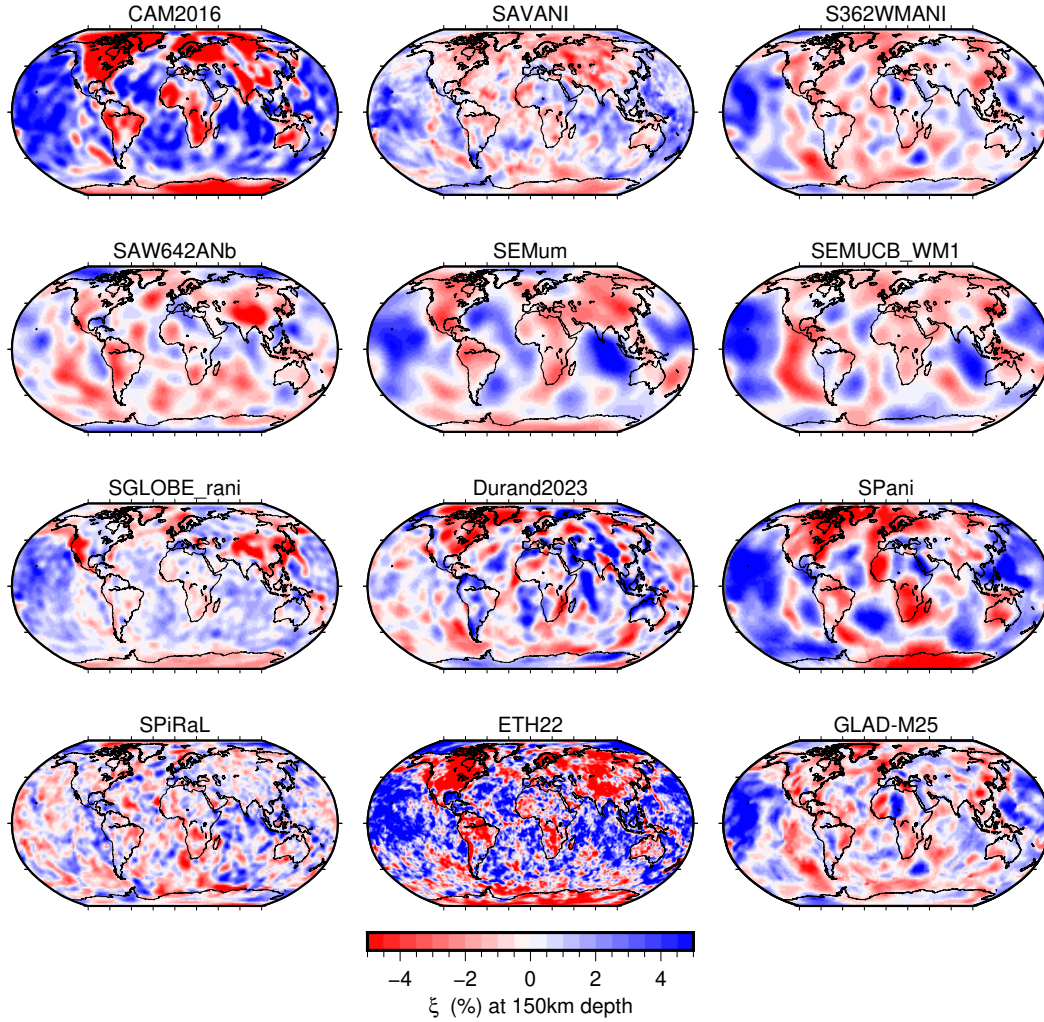 CAM2016 SAVANI S362WMANI
SAW642ANb SEMum SEMUCB_WM1
SGLOBE_rani Durand2023 SPani
SPiRaL ETH22 GLAD-M25
−4 −2 0 2 4
ξ (%) at 150km depth